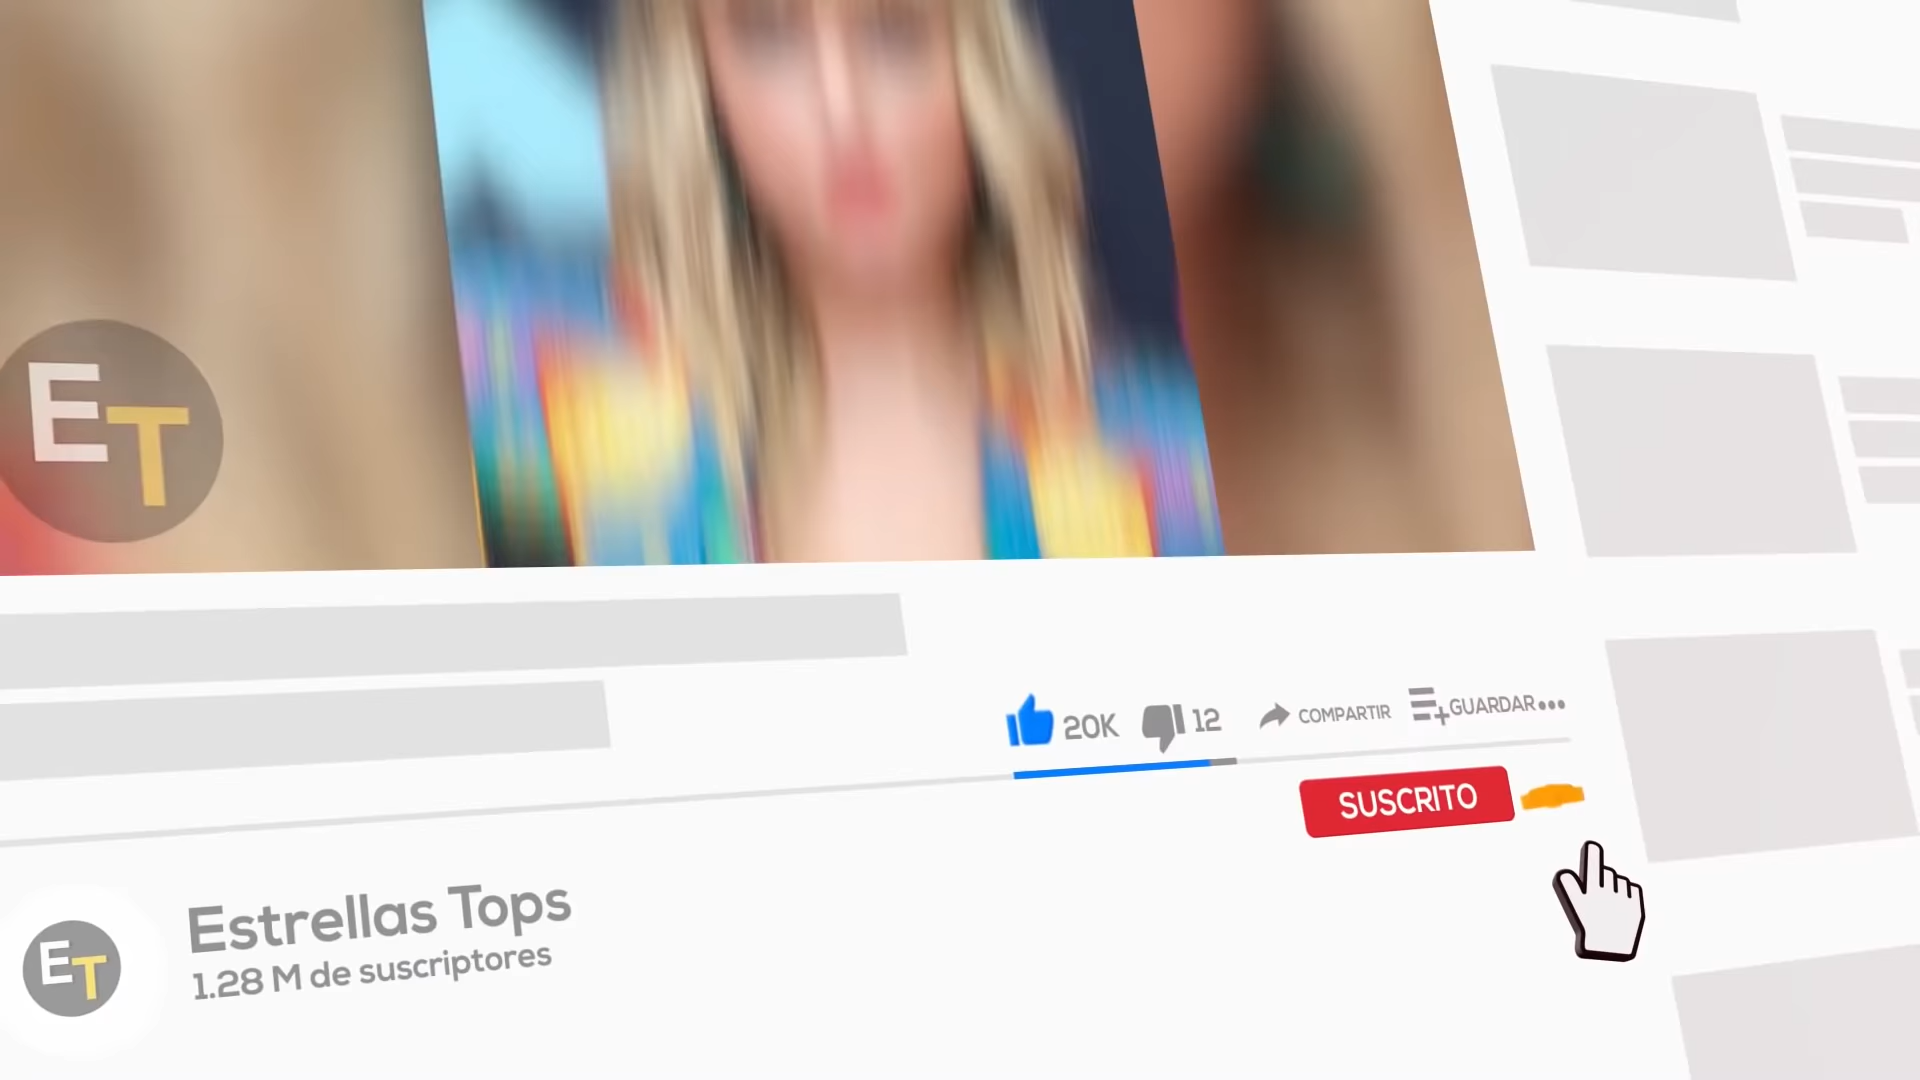 ET
20K
12
COMPARTIR
GUARDAR
SUSCRITO
ET
Estrellas Tops
1.28 M de suscriptores